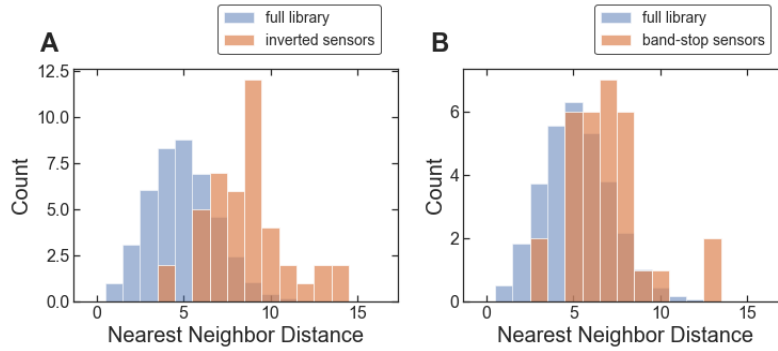 A
full library
inverted sensors
12.5
10.0
7.5
5.0
2.5
0.0
Count
0
5
10
15
Nearest Neighbor Distance
B
full library
band-stop sensors
6
4
2
0
Count
0
5
10
15
Nearest Neighbor Distance